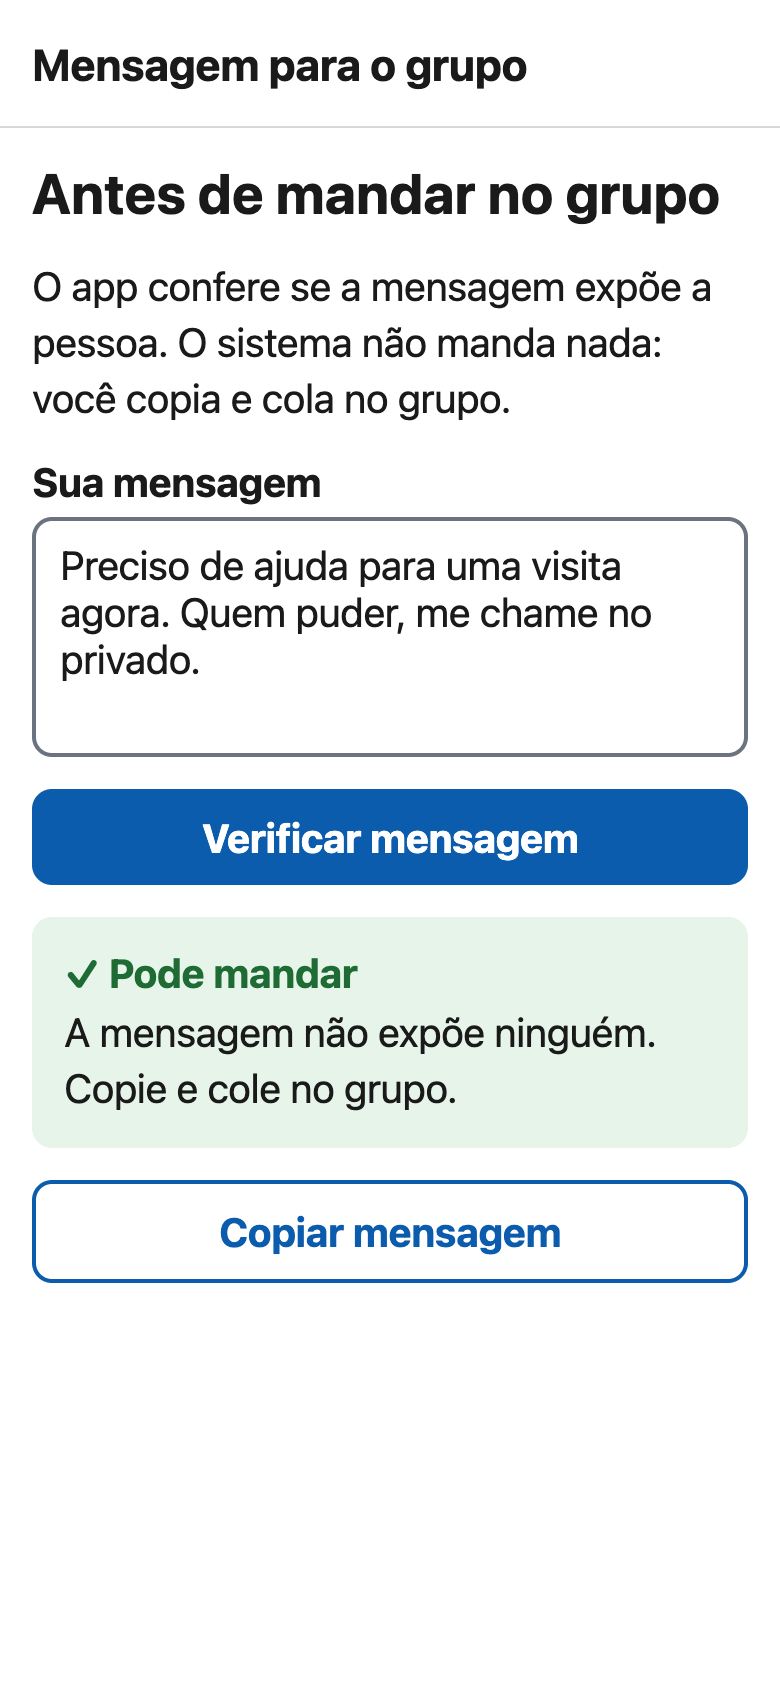 Mensagem para o grupo
Antes de mandar no grupo
O app confere se a mensagem expõe a
pessoa. O sistema não manda nada:
você copia e cola no grupo.
Sua mensagem
Preciso de ajuda para uma visita
agora. Quem puder, me chame no
privado.
Verificar mensagem
✓ Pode mandar
A mensagem não expõe ninguém.
Copie e cole no grupo.
Copiar mensagem